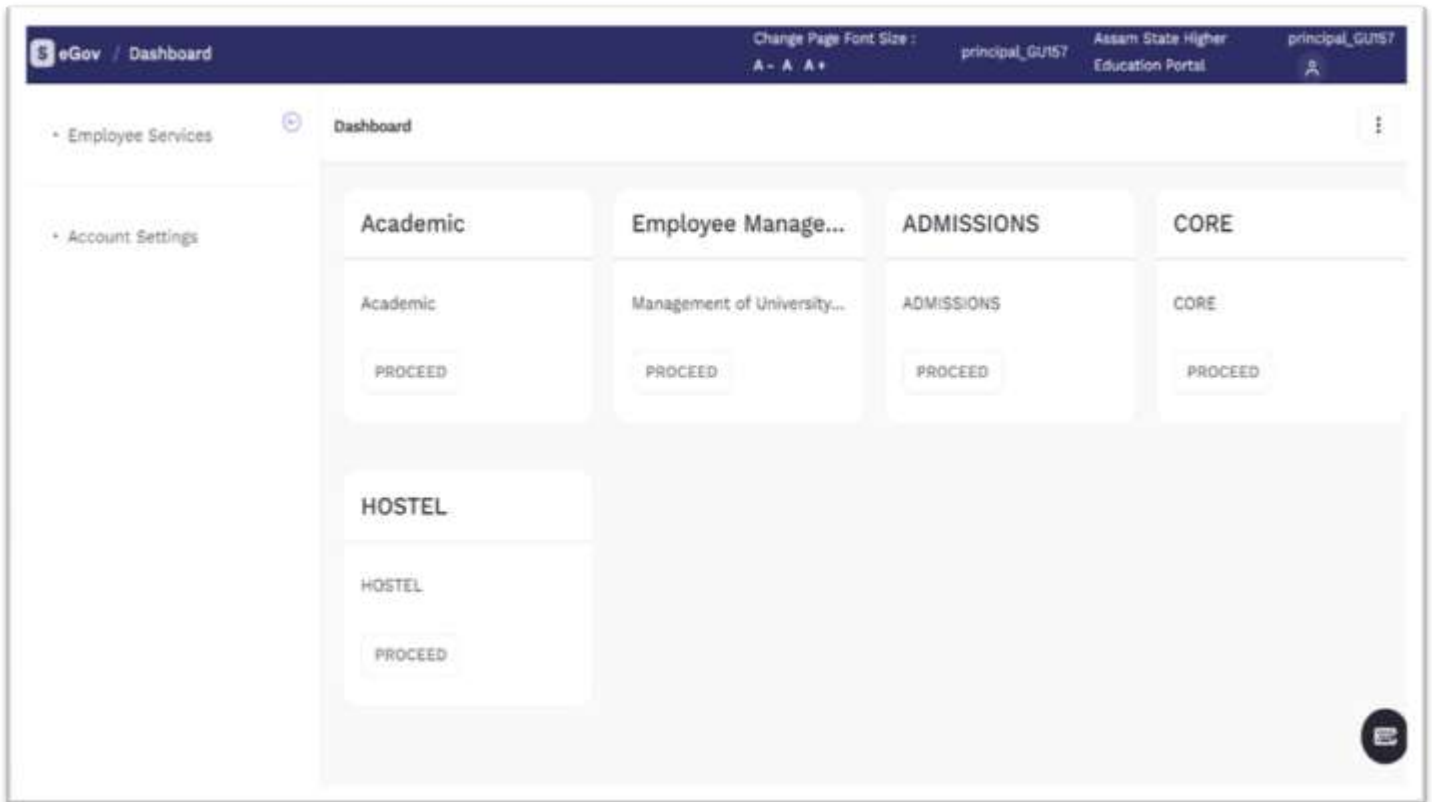 S eGov / Dashboard
Change Page Font Size :
A - A A +
principal_GU157
Assam State Higher
Education Portal
principal_GU157
• Employee Services
• Account Settings
Dashboard
Academic
Academic
PROCEED
Employee Manage...
Management of University...
PROCEED
ADMISSIONS
ADMISSIONS
PROCEED
CORE
CORE
PROCEED
HOSTEL
HOSTEL
PROCEED